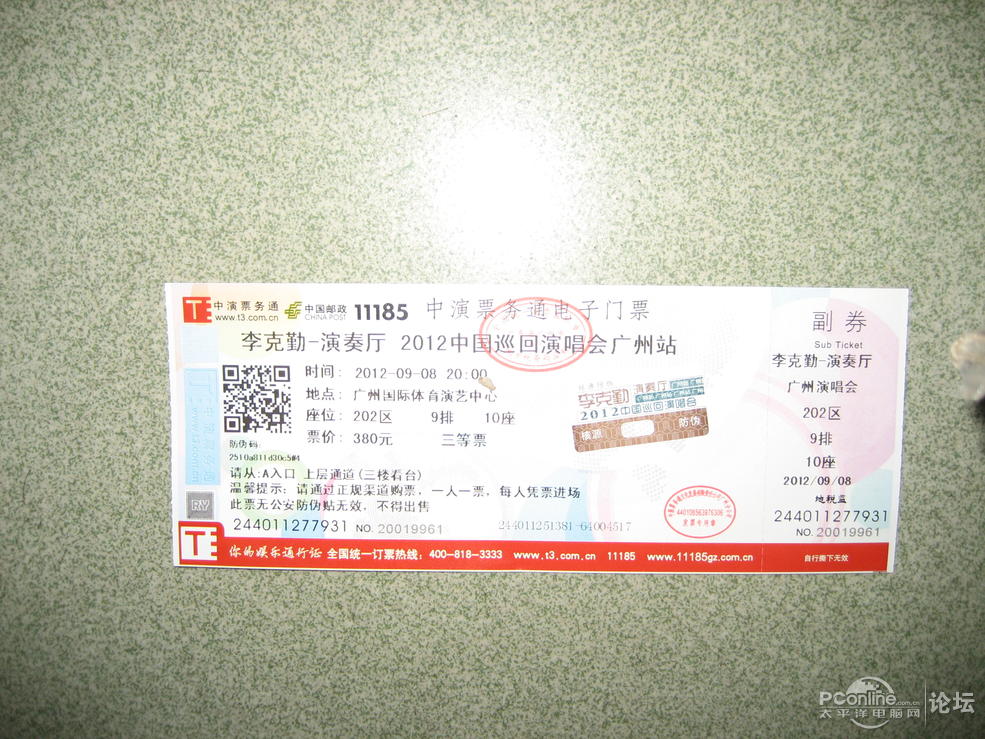 中演票务通
www.t3.com.cn
中国邮政
CHINA POST
11185
中演票务通电子门票
李克勤-演奏厅 2012中国巡回演唱会广州站
时间: 2012-09-08 20:00
地点: 广州国际体育演艺中心
座位: 202区 9排 10座
票价: 380元 三等票
防伪码:
请从:A入口 上层通道(三楼看台)
温馨提示: 请通过正规渠道购票,一人一票,每人凭票进场
此票无公安防伪贴无效,不得出售
244011277931 NO. 20019961
244011251381-64004517
李克勤 演奏厅
2012中国巡回演唱会
防伪
发票专用章
RY
副券
Sub Ticket
李克勤-演奏厅
广州演唱会
202区
9排
10座
2012/09/08
地税蓝
244011277931
NO. 20019961
你的娱乐通行证 全国统一订票热线: 400-818-3333 www.t3.com.cn 11185 www.11185gz.com.cn
自行撕下无效
PConline.com.cn
太平洋电脑网
论坛